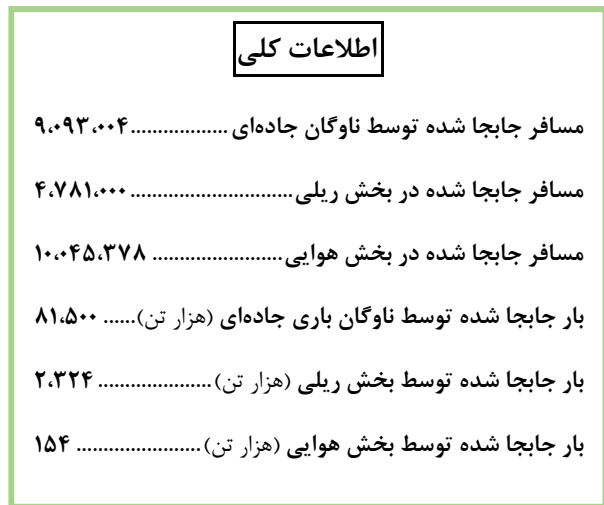 اطلاعات کلی
مسافر جابجا شده توسط ناوگان جاده‌ای ..................۹،۰۹۳،۰۰۴
مسافر جابجا شده در بخش ریلی..............................۴،۷۸۱،۰۰۰
مسافر جابجا شده در بخش هوایی........................ ۱۰،۰۴۵،۳۷۸
بار جابجا شده توسط ناوگان باری جاده‌ای (هزار تن)...... ۸۱،۵۰۰
بار جابجا شده توسط بخش ریلی (هزار تن)..................... ۲،۳۲۴
بار جابجا شده توسط بخش هوایی (هزار تن)....................... ۱۵۴